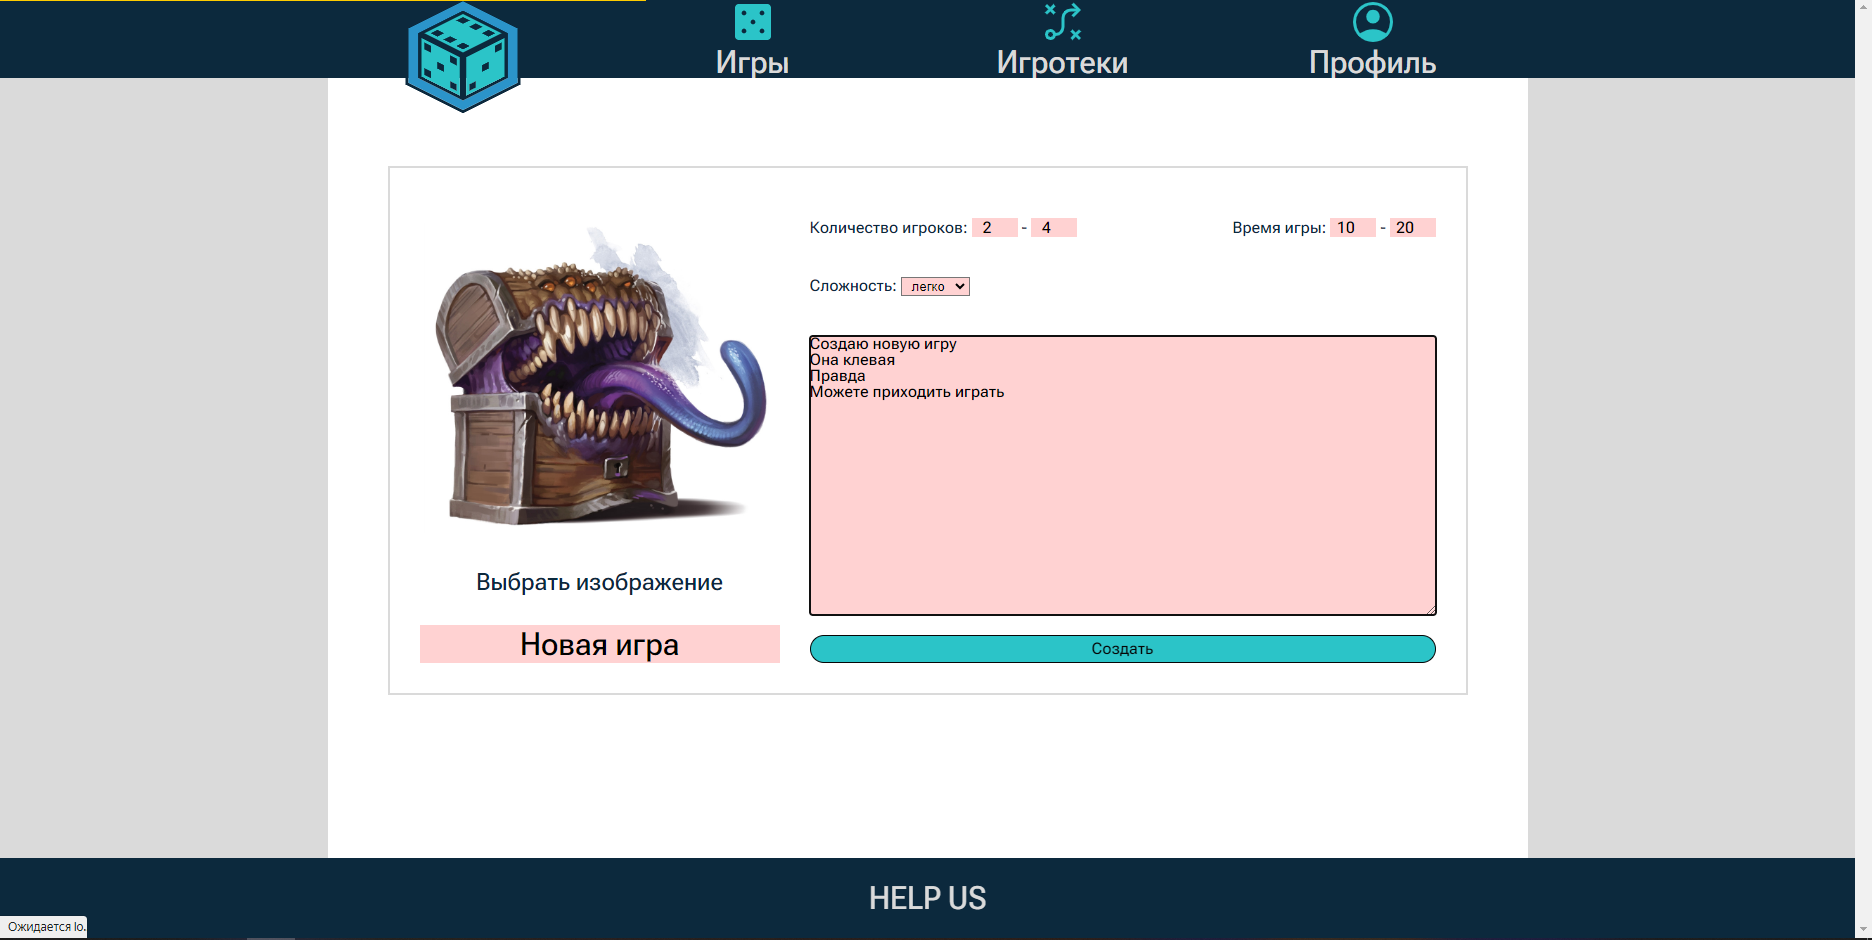 Игры
Игротеки
Профиль
Количество игроков: 2 - 4
Время игры: 10 - 20
Сложность: легко
Создаю новую игру
Она клевая
Правда
Можете приходить играть
Выбрать изображение
Новая игра
Создать
HELP US
Ожидается lo.